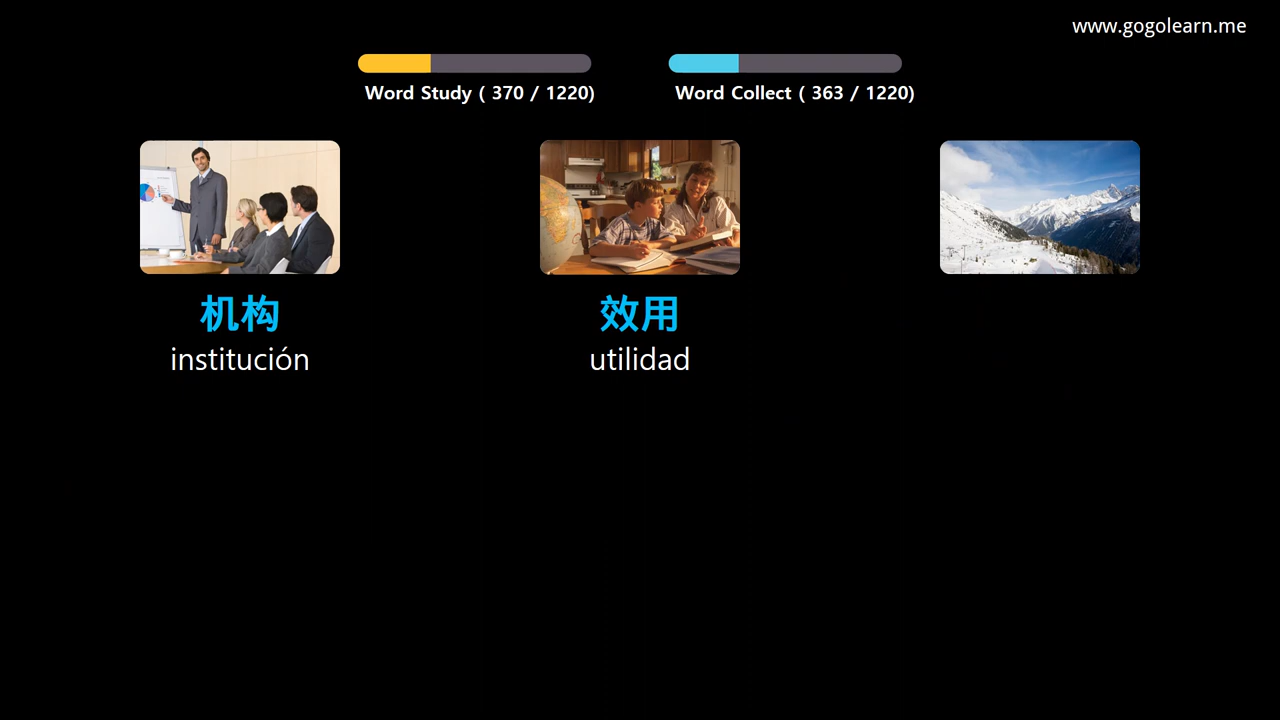 www.gogolearn.me
Word Study ( 370 / 1220)
Word Collect ( 363 / 1220)
机构
institución
效用
utilidad